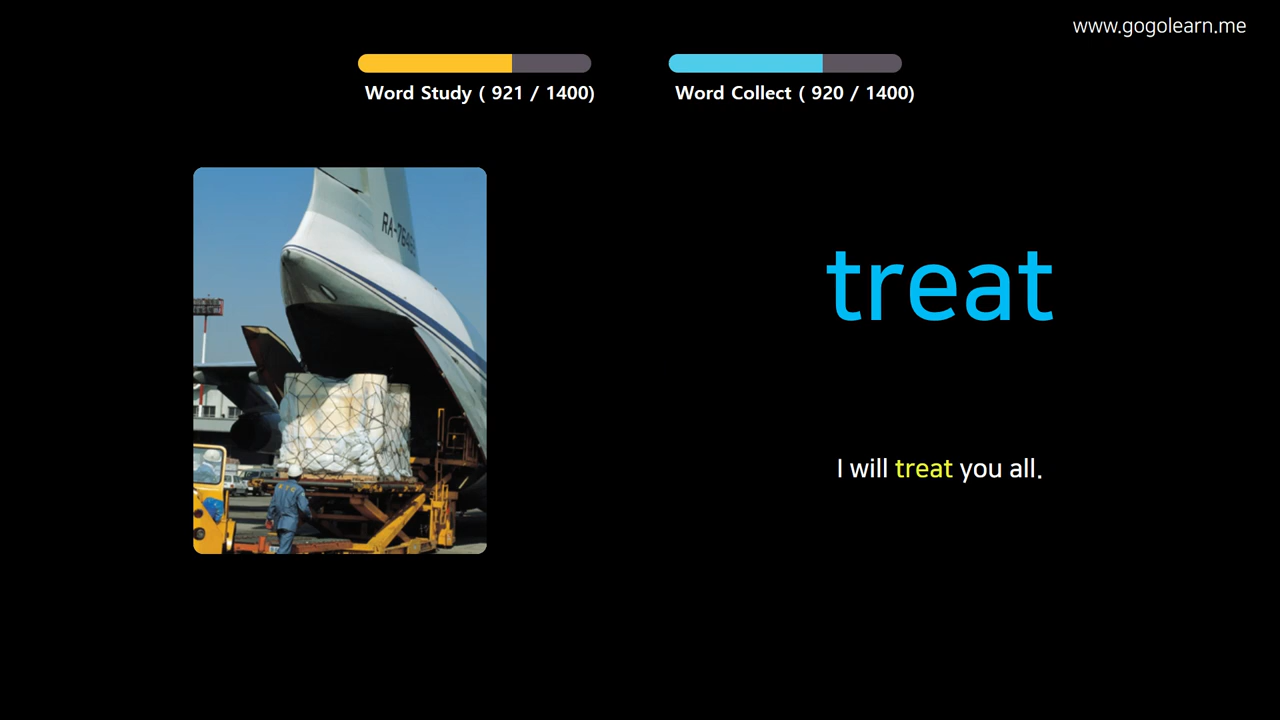 www.gogolearn.me
Word Study ( 921 / 1400)
Word Collect ( 920 / 1400)
treat
I will treat you all.